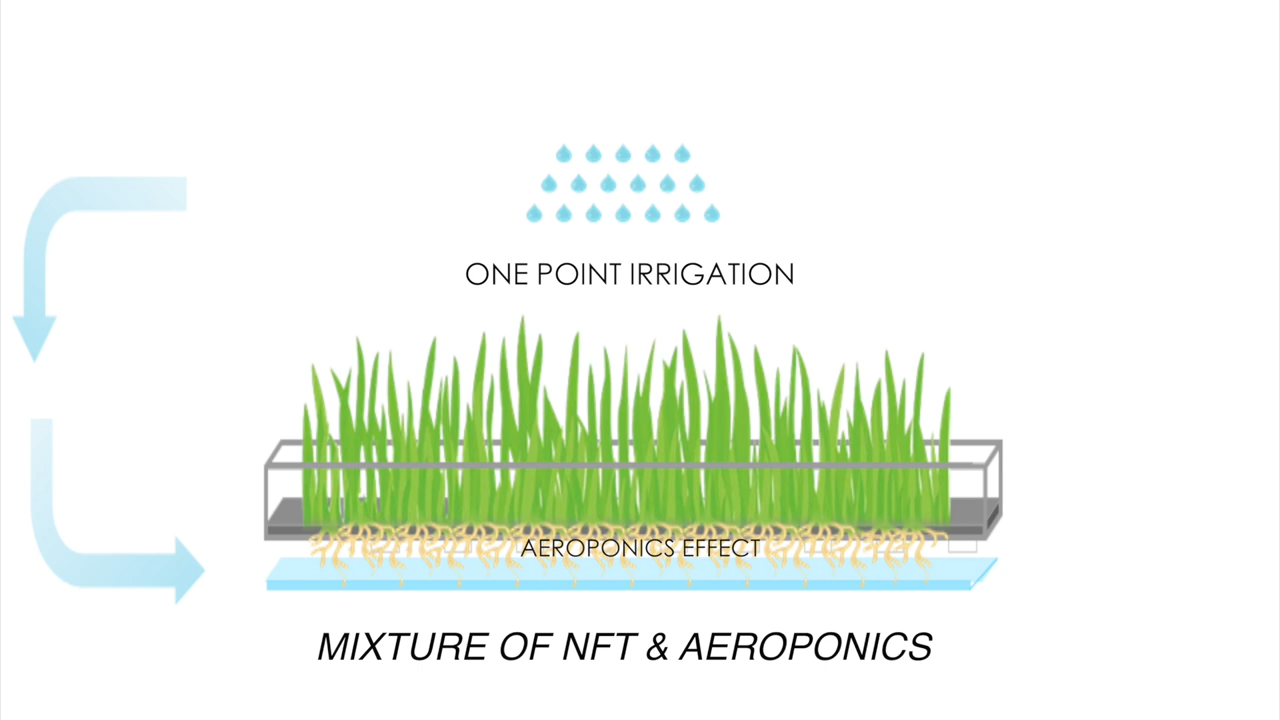 ONE POINT IRRIGATION
AEROPONICS EFFECT
MIXTURE OF NFT & AEROPONICS